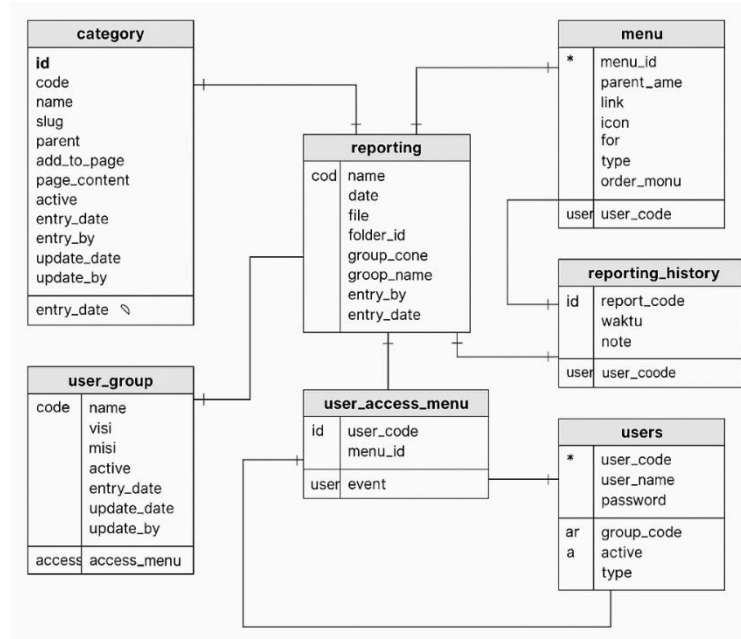 category
id
code
name
slug
parent
add_to_page
page_content
active
entry_date
entry_by
update_date
update_by
entry_date
menu
* menu_id
parent_ame
link
icon
for
type
order_monu
user user_code
reporting
cod name
date
file
folder_id
group_cone
groop_name
entry_by
entry_date
reporting_history
id report_code
waktu
note
user user_coode
user_group
code name
visi
misi
active
entry_date
update_date
update_by
access access_menu
user_access_menu
id user_code
menu_id
user event
users
* user_code
user_name
password
ar group_code
a active
type